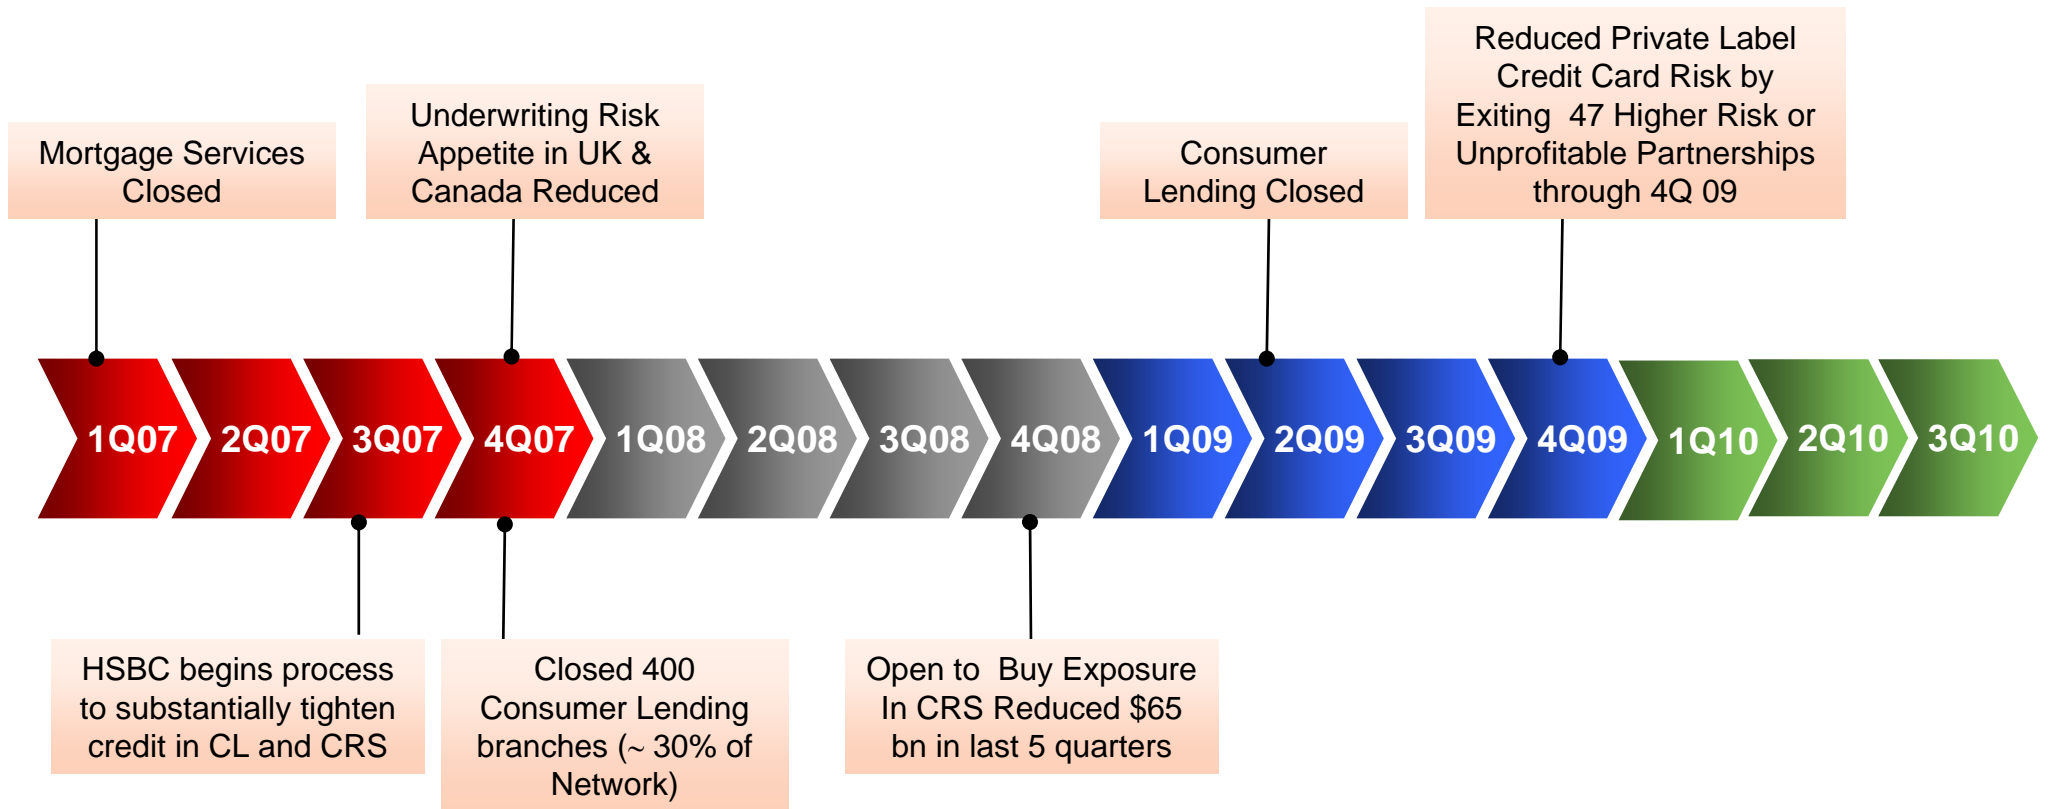 Mortgage Services
Closed
Underwriting Risk
Appetite in UK &
Canada Reduced
Consumer
Lending Closed
Reduced Private Label
Credit Card Risk by
Exiting  47 Higher Risk or
Unprofitable Partnerships
through 4Q 09
1Q07
2Q07
3Q07
4Q07
1Q08
2Q08
3Q08
4Q08
1Q09
2Q09
3Q09
4Q09
1Q10
2Q10
3Q10
HSBC begins process
to substantially tighten
credit in CL and CRS
Closed 400
Consumer Lending
branches (~ 30% of
Network)
Open to  Buy Exposure
In CRS Reduced $65
bn in last 5 quarters